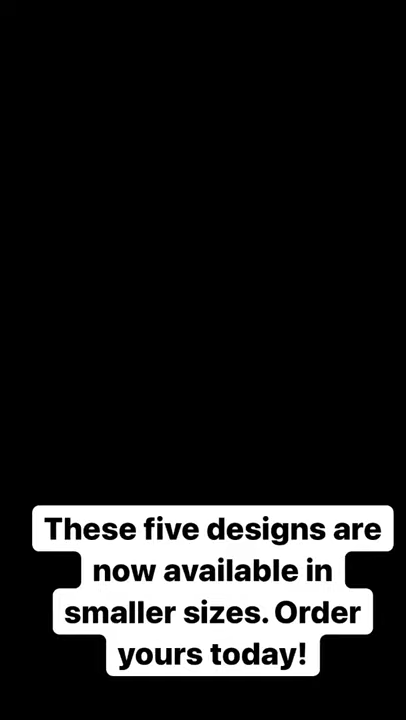 These five designs are
now available in
smaller sizes. Order
yours today!